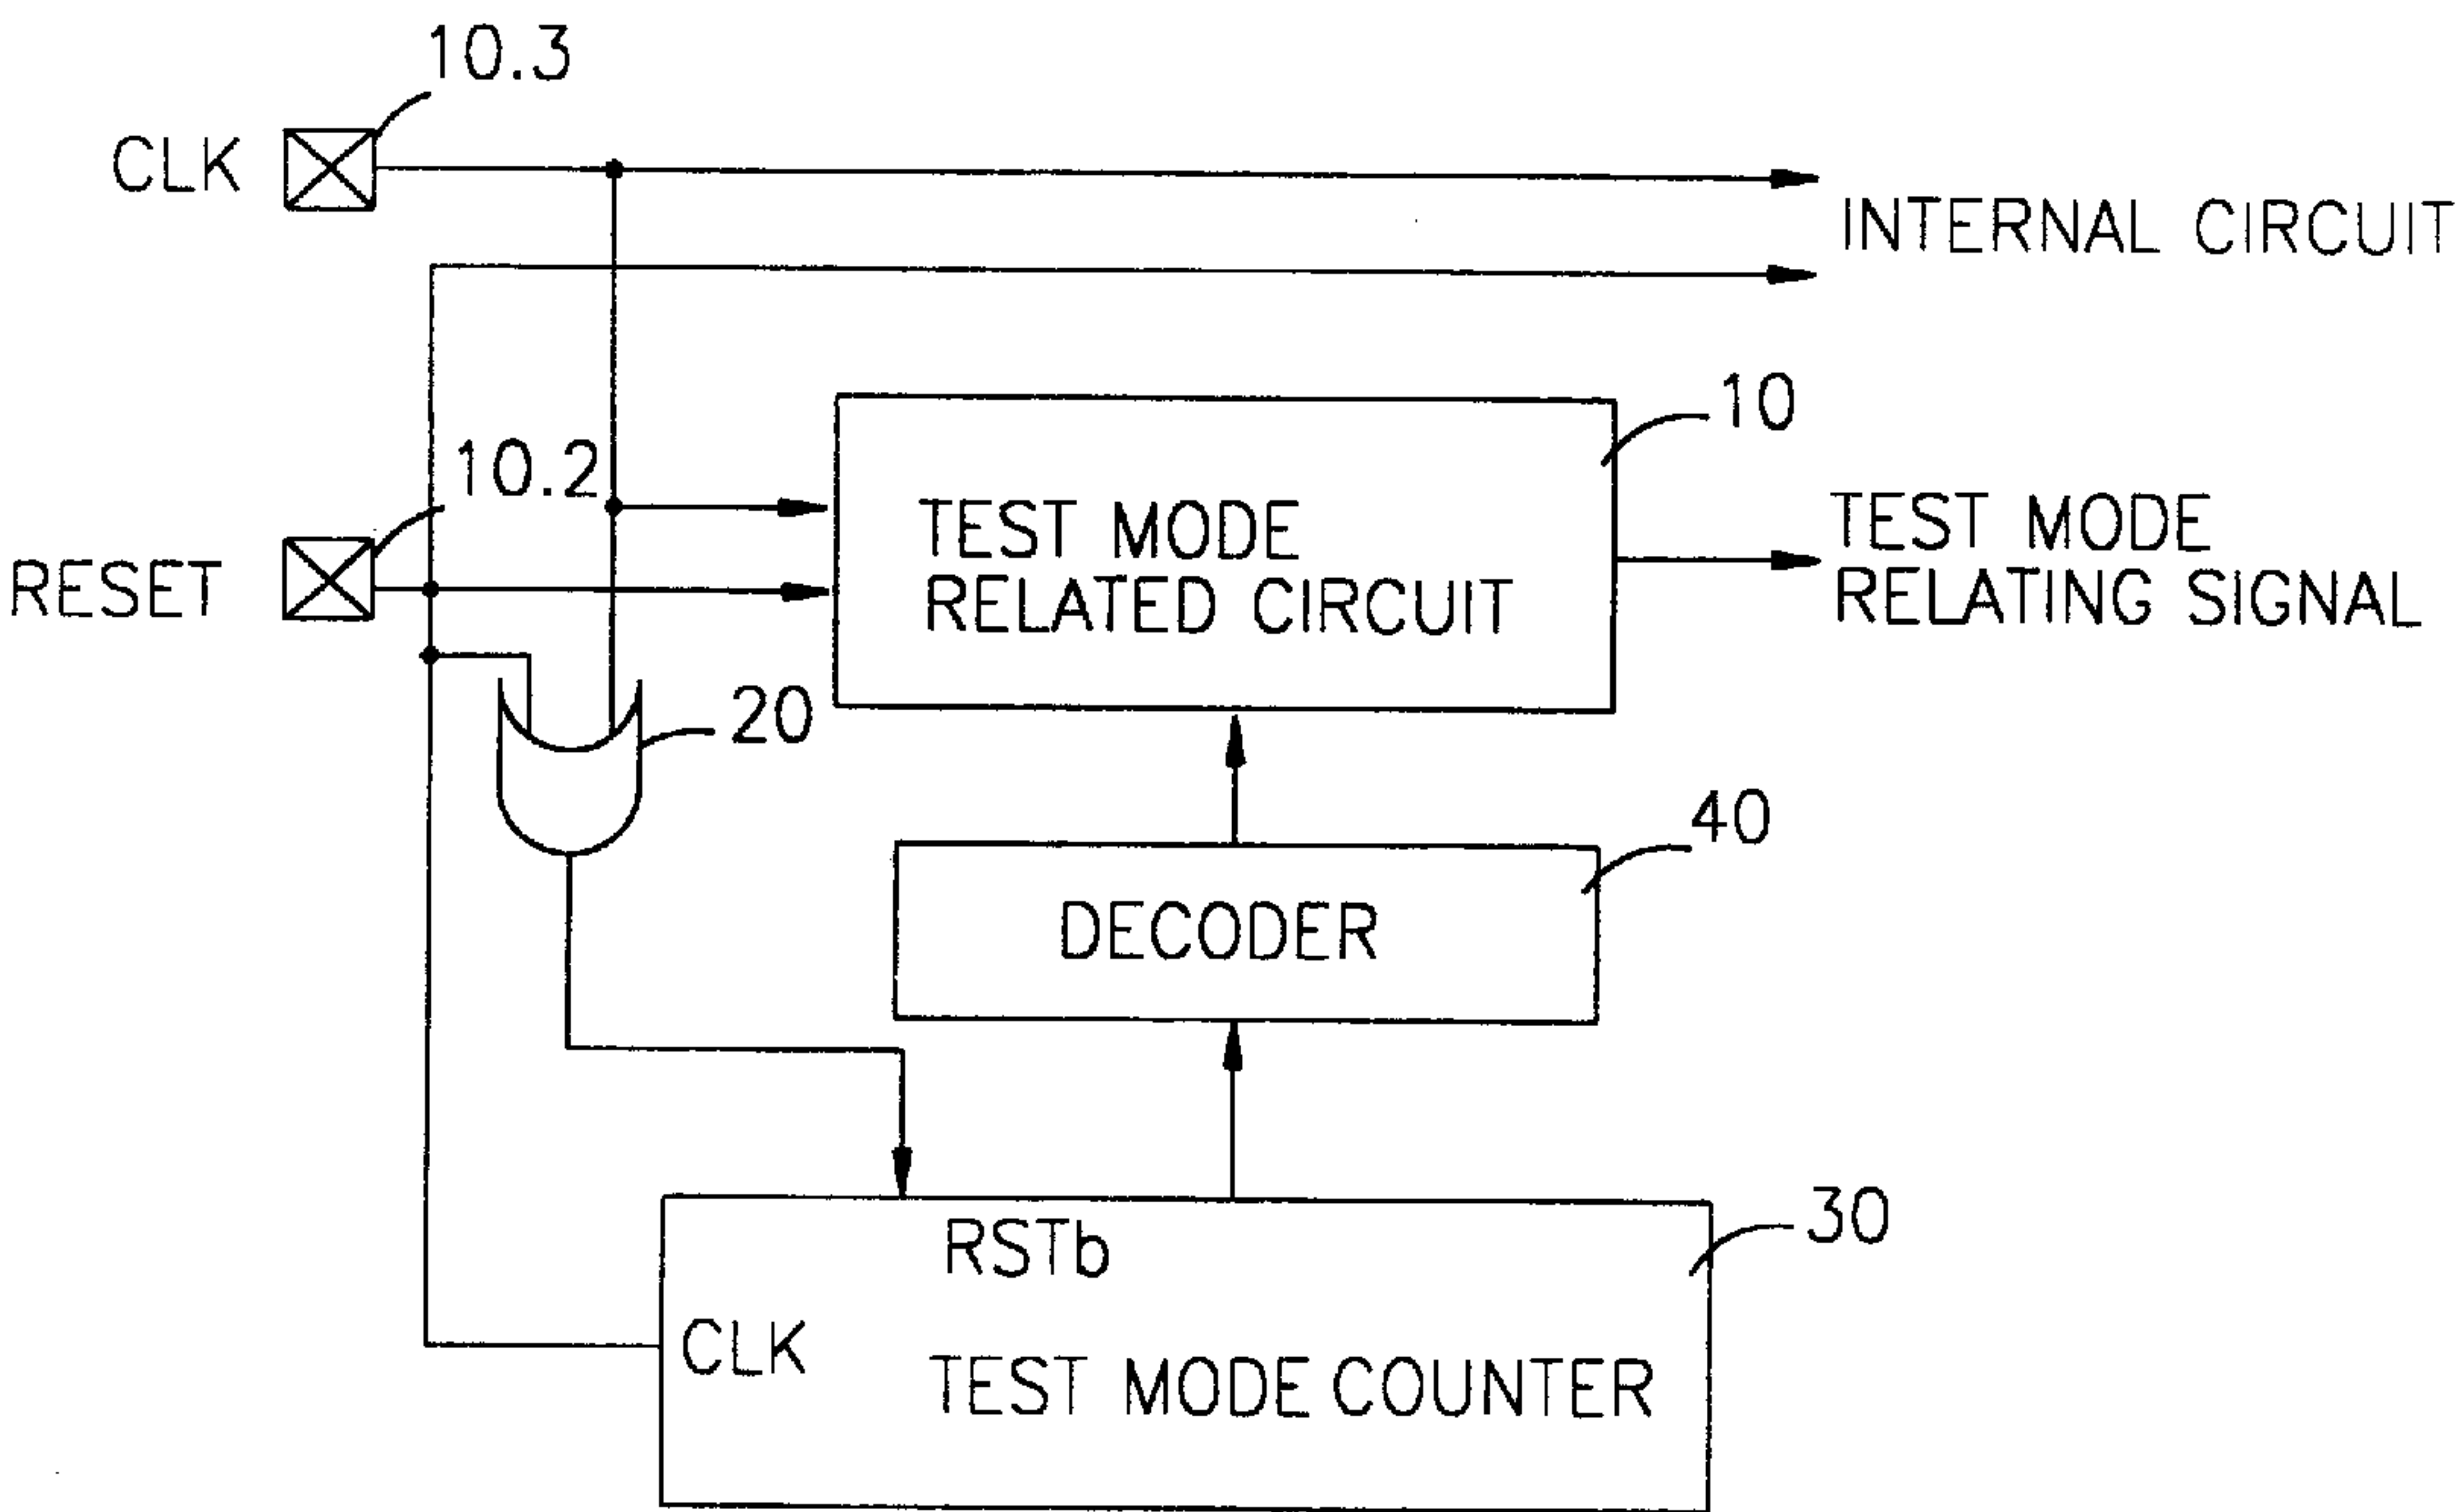 10.3
CLK
INTERNAL CIRCUIT
10
10.2
TEST MODE
RELATED CIRCUIT
TEST MODE
RELATING SIGNAL
RESET
20
40
DECODER
30
RSTb
CLK
TEST MODE COUNTER